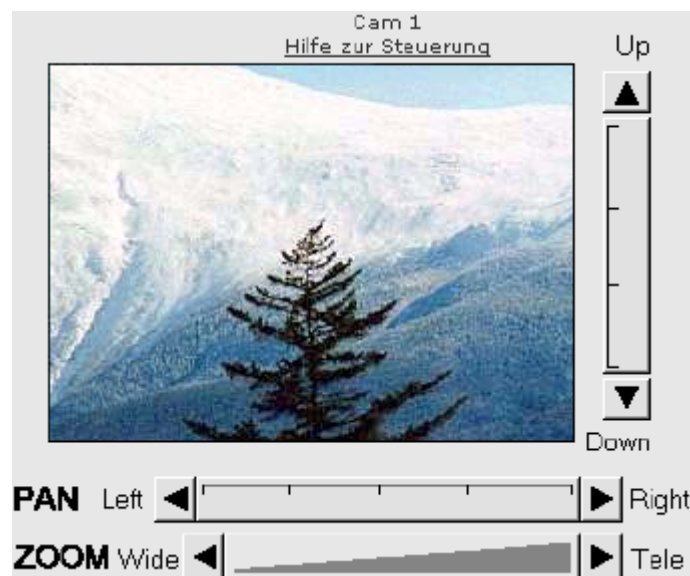 Cam 1
Hilfe zur Steuerung
Up
Down
PAN Left Right
ZOOM Wide Tele